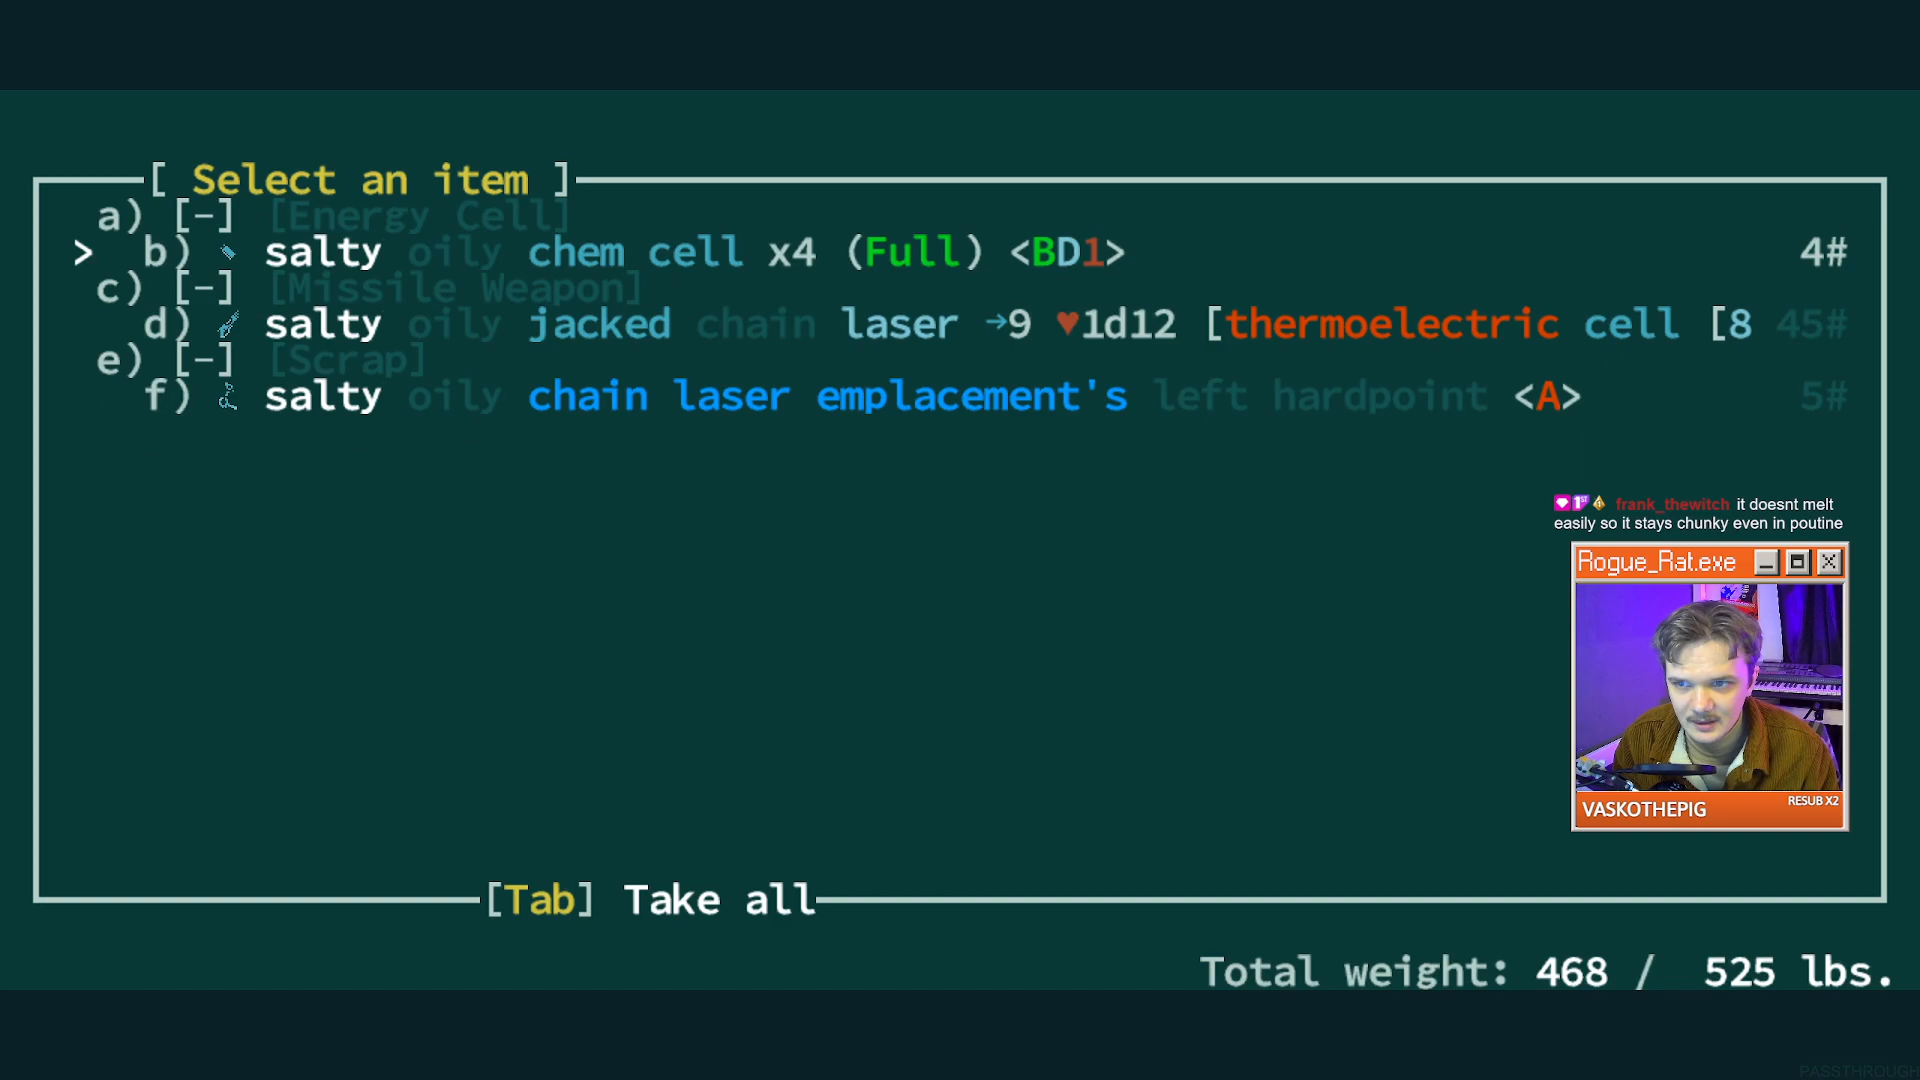 [ Select an item ]
a) [-] [Energy Cell]
> b) salty oily chem cell x4 (Full) <BD1> 4#
c) [-] [Missile Weapon]
d) salty oily jacked chain laser →9 ♥1d12 [thermoelectric cell [8 45#
e) [-] [Scrap]
f) salty oily chain laser emplacement's left hardpoint <A> 5#
frank_thewitch it doesnt melt
easily so it stays chunky even in poutine
Rogue_Rat.exe
VASKOTHEPIG RESUB X2
[Tab] Take all
Total weight: 468 / 525 lbs.
PASSTHROUGH